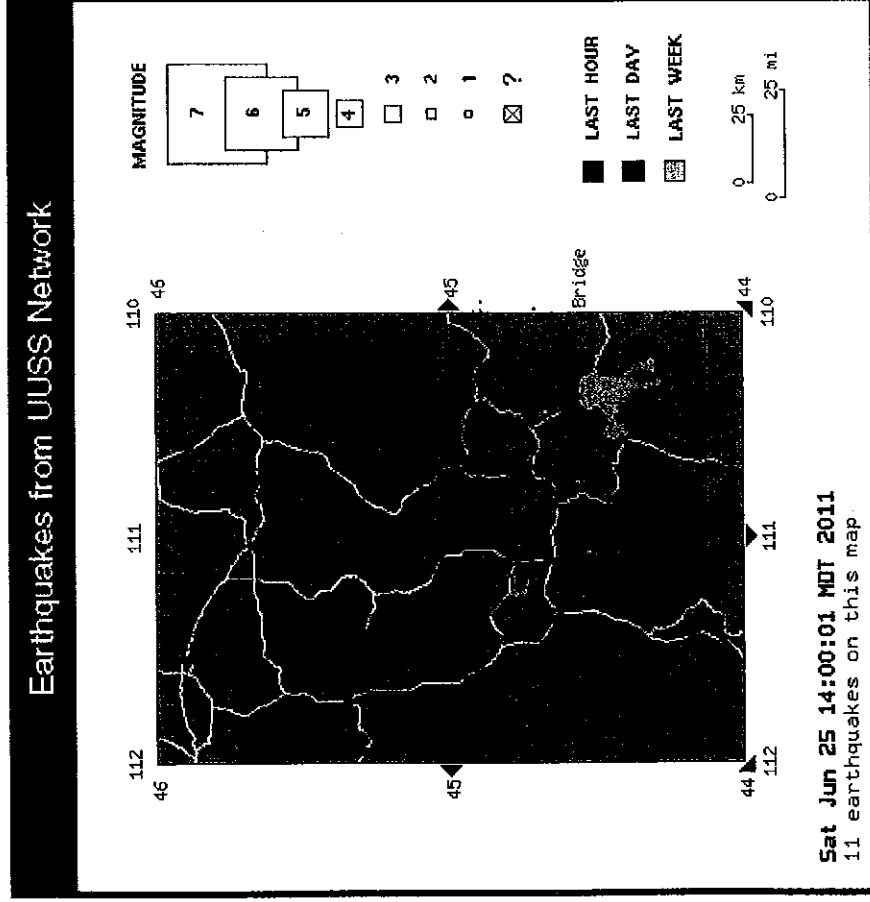 Earthquakes from UUSS Network
112
111
110
46
46
45
45
44
44
112
111
110
Bridge
MAGNITUDE
7
6
5
4
3
2
1
?
LAST HOUR
LAST DAY
LAST WEEK
0 25 km
0 25 mi
Sat Jun 25 14:00:01 MDT 2011
11 earthquakes on this map